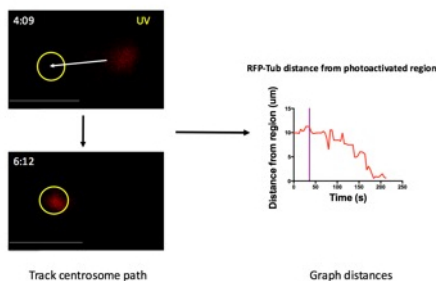 4:09 UV
6:12
Track centrosome path
RFP-Tub distance from photoactivated region
Distance from region (um)
15
10
5
0
0 50 100 150 200 250
Time (s)
Graph distances